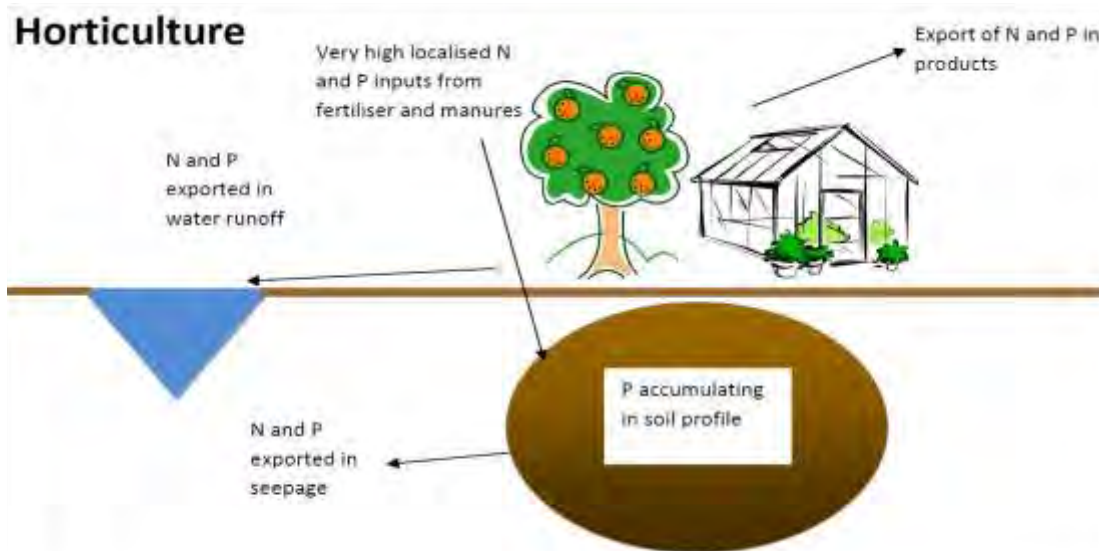 Horticulture
Very high localised N
and P inputs from
fertiliser and manures
Export of N and P in
products
N and P
exported in
water runoff
P accumulating
in soil profile
N and P
exported in
seepage